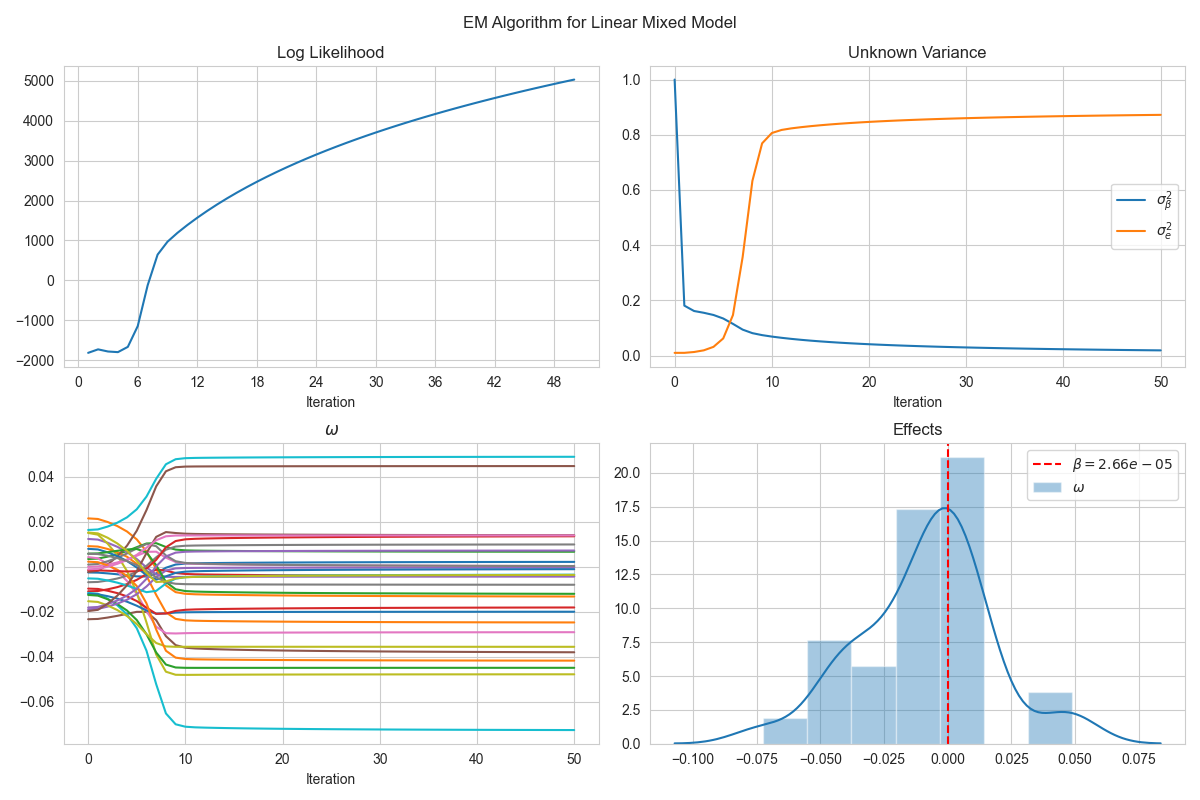 EM Algorithm for Linear Mixed Model
Log Likelihood
5000
4000
3000
2000
1000
0
−1000
−2000
0 6 12 18 24 30 36 42 48
Iteration
Unknown Variance
1.0
0.8
0.6
0.4
0.2
0.0
σ²_β
σ²_e
0 10 20 30 40 50
Iteration
ω
0.04
0.02
0.00
−0.02
−0.04
−0.06
0 10 20 30 40 50
Iteration
Effects
20.0
17.5
15.0
12.5
10.0
7.5
5.0
2.5
0.0
β = 2.66e − 05
ω
−0.100 −0.075 −0.050 −0.025 0.000 0.025 0.050 0.075